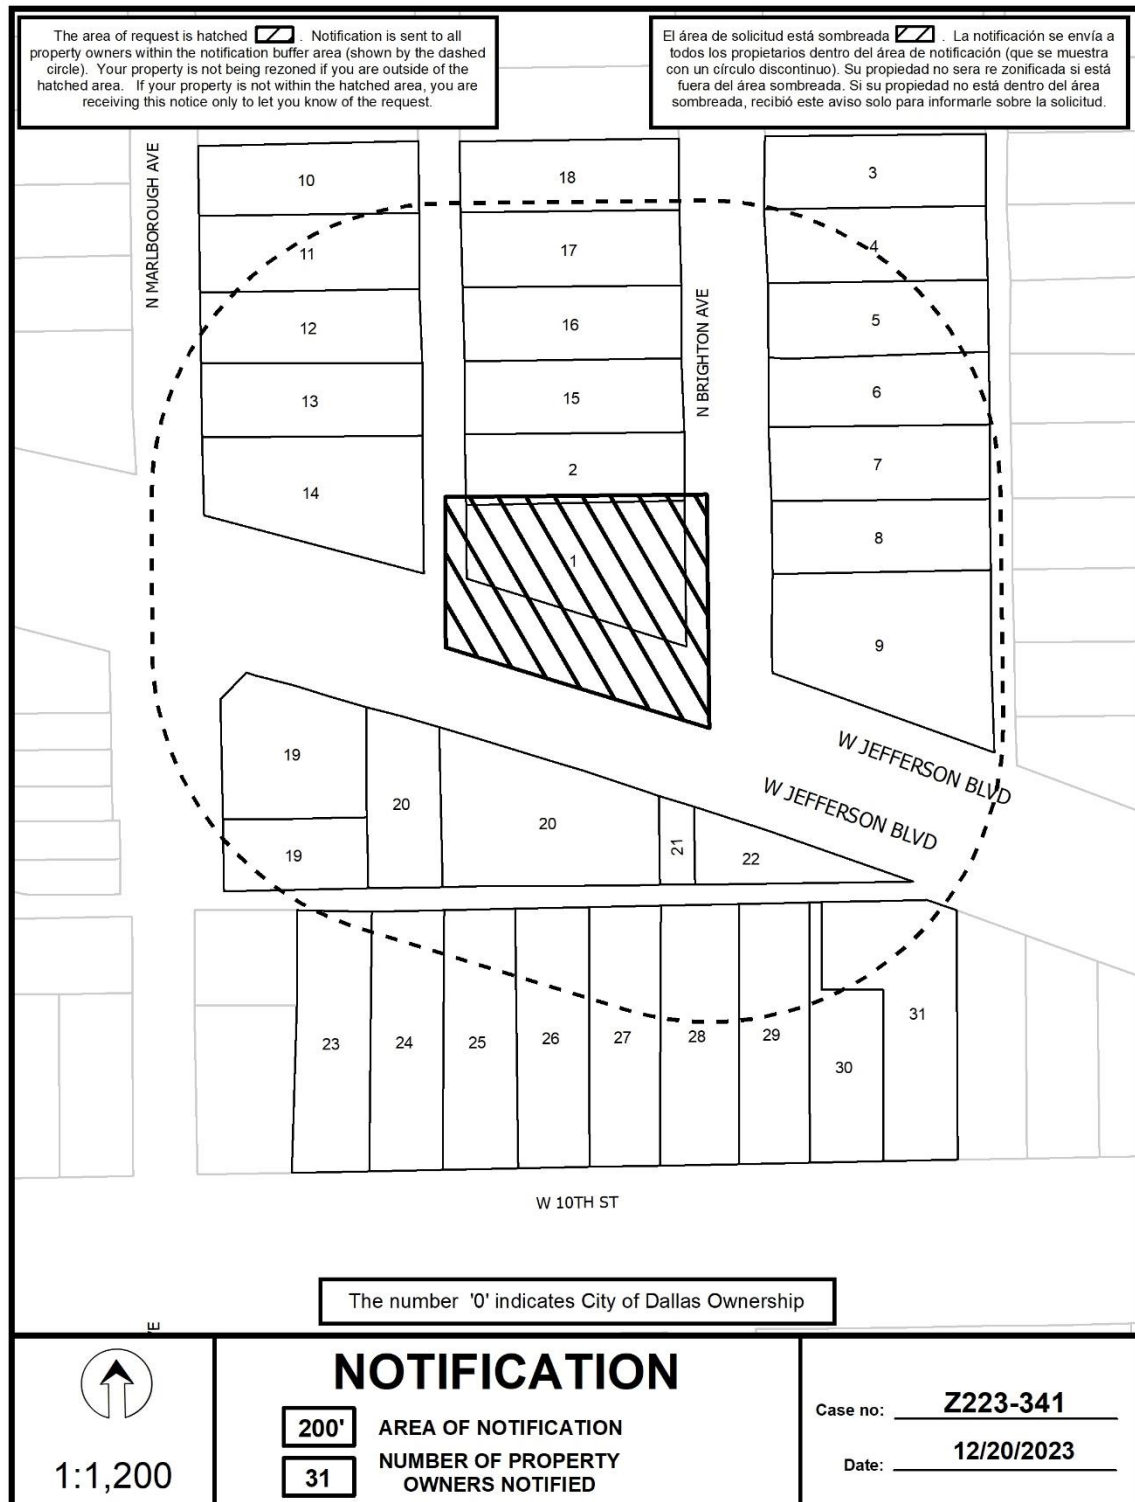 The area of request is hatched . Notification is sent to all
property owners within the notification buffer area (shown by the dashed
circle). Your property is not being rezoned if you are outside of the
hatched area. If your property is not within the hatched area, you are
receiving this notice only to let you know of the request.
El área de solicitud está sombreada . La notificación se envía a
todos los propietarios dentro del área de notificación (que se muestra
con un círculo discontinuo). Su propiedad no sera re zonificada si está
fuera del área sombreada. Si su propiedad no está dentro del área
sombreada, recibió este aviso solo para informarle sobre la solicitud.
N MARLBOROUGH AVE
N BRIGHTON AVE
10
18
3
11
17
4
12
16
5
13
15
6
14
2
7
1
8
9
W JEFFERSON BLVD
W JEFFERSON BLVD
19
20
20
21
22
19
23
24
25
26
27
28
29
30
31
W 10TH ST
The number '0' indicates City of Dallas Ownership
VE
1:1,200
NOTIFICATION
200' AREA OF NOTIFICATION
31 NUMBER OF PROPERTY
OWNERS NOTIFIED
Case no: Z223-341
Date: 12/20/2023